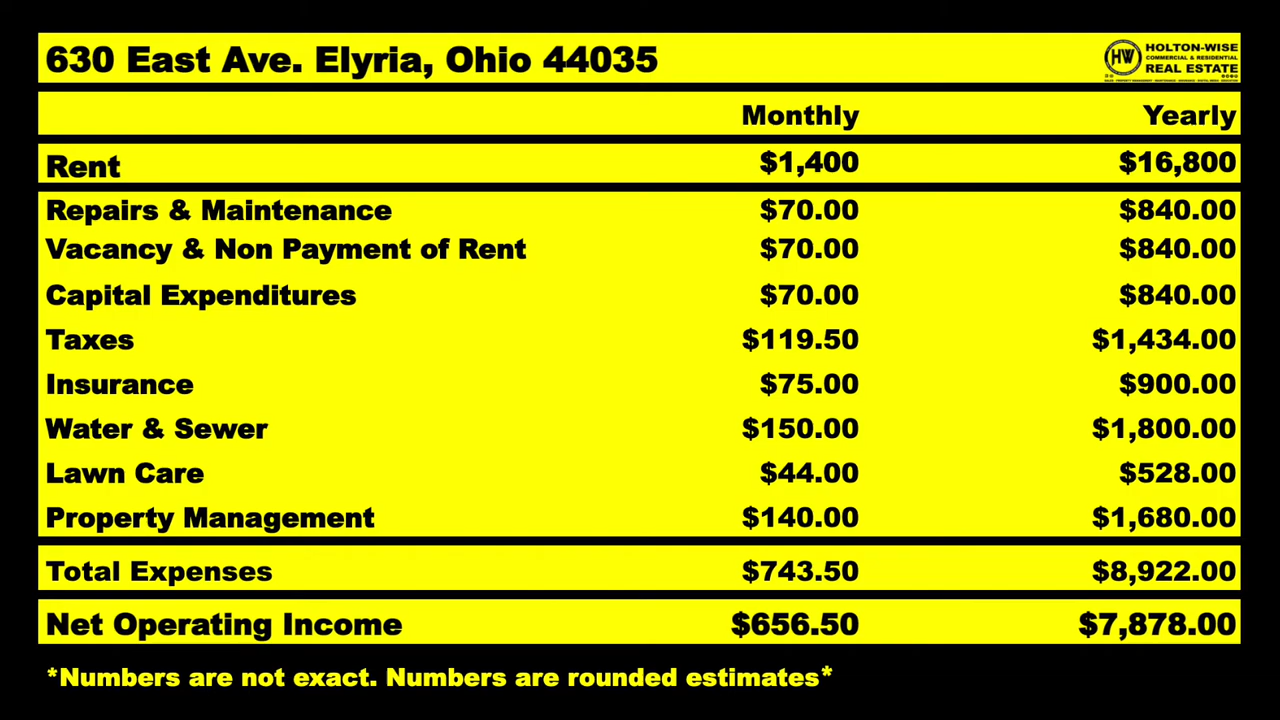 630 East Ave. Elyria, Ohio 44035
HW
HOLTON-WISE
COMMERCIAL & RESIDENTIAL
REAL ESTATE
Monthly Yearly
Rent $1,400 $16,800
Repairs & Maintenance $70.00 $840.00
Vacancy & Non Payment of Rent $70.00 $840.00
Capital Expenditures $70.00 $840.00
Taxes $119.50 $1,434.00
Insurance $75.00 $900.00
Water & Sewer $150.00 $1,800.00
Lawn Care $44.00 $528.00
Property Management $140.00 $1,680.00
Total Expenses $743.50 $8,922.00
Net Operating Income $656.50 $7,878.00
*Numbers are not exact. Numbers are rounded estimates*